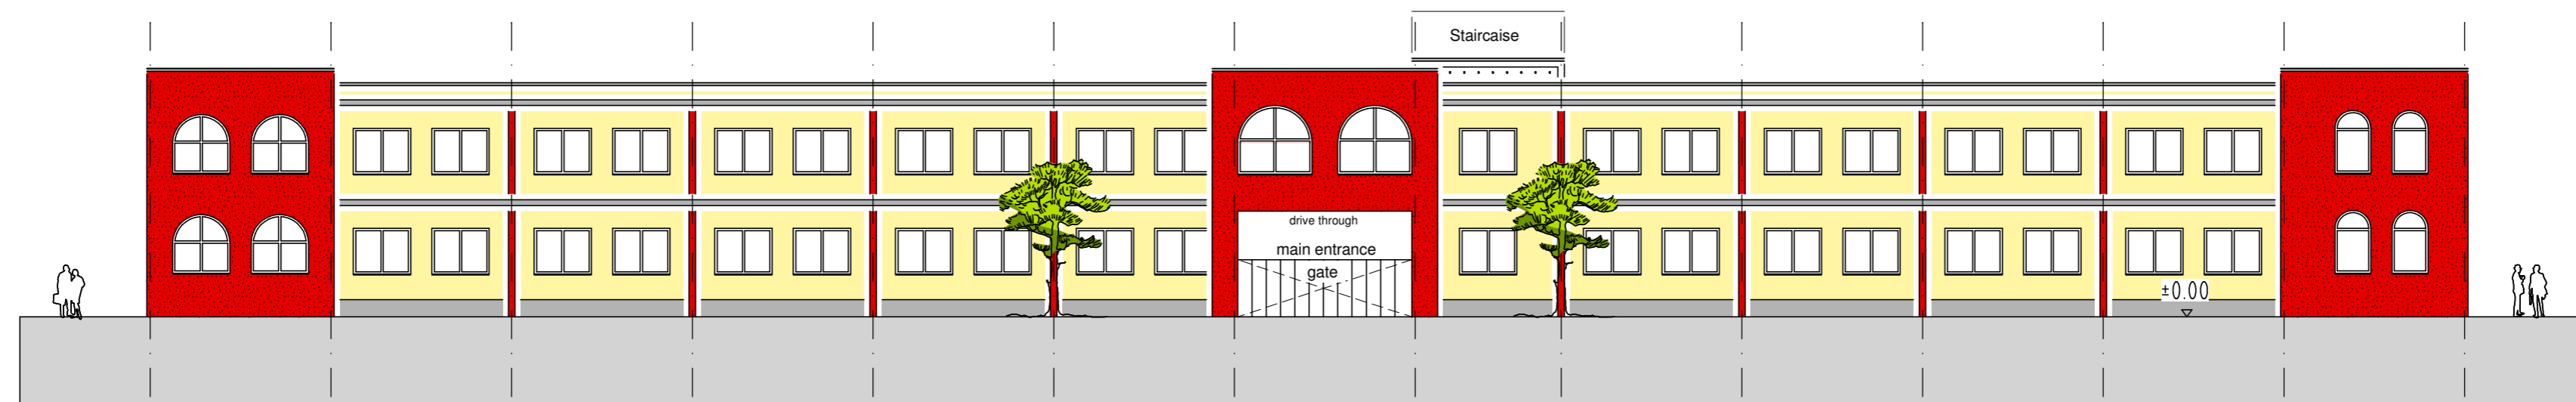 Staircaise
drive through
main entrance
gate
±0.00